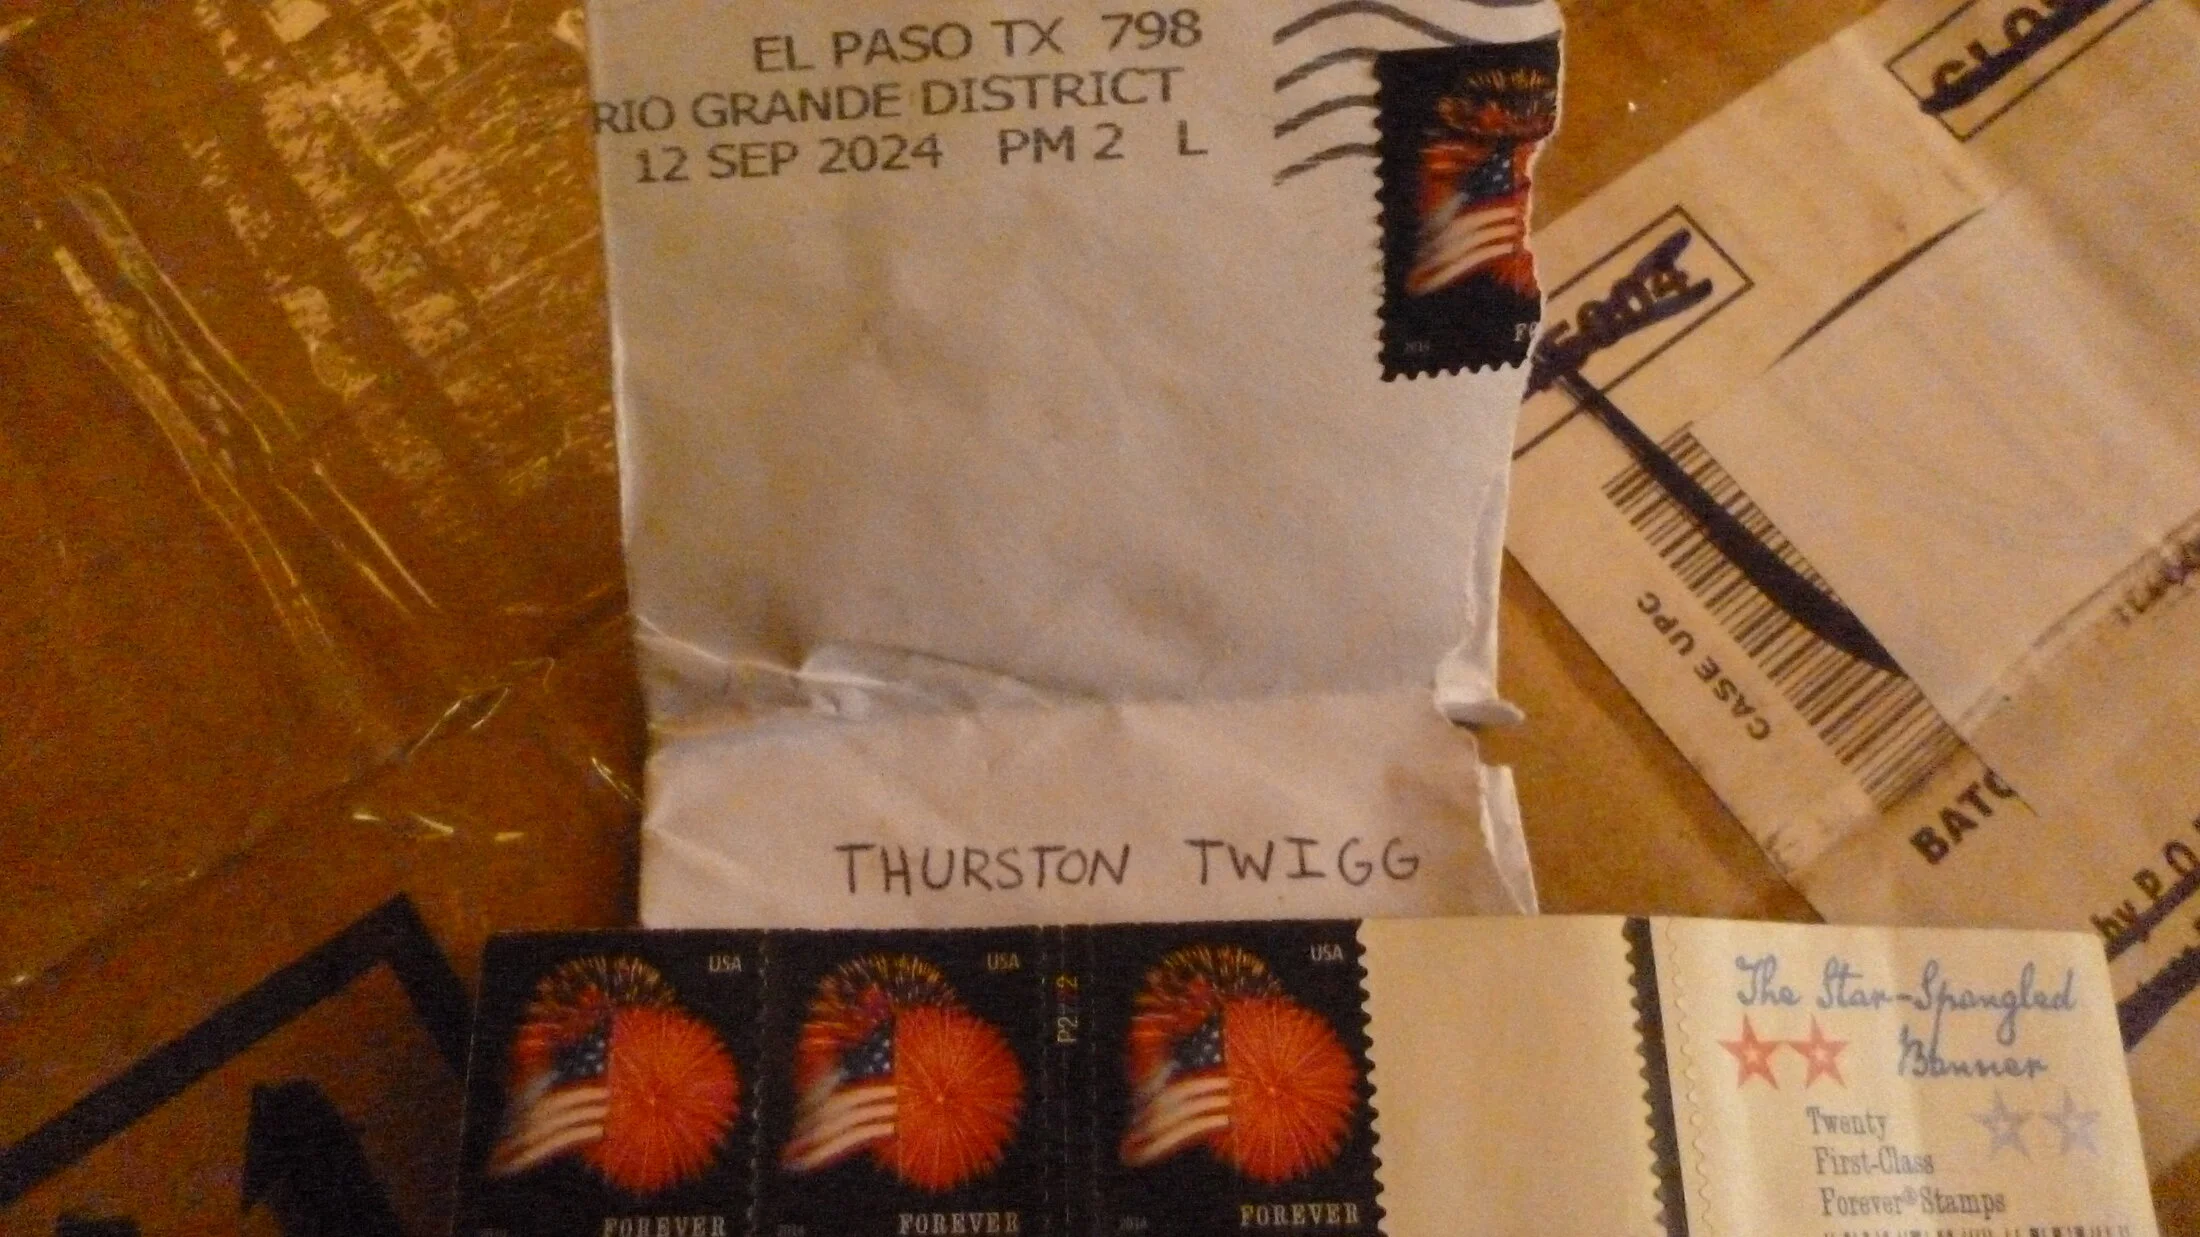 EL PASO TX 798
RIO GRANDE DISTRICT
12 SEP 2024 PM 2 L
2014
CASE UPC
THURSTON TWIGG
by P.O.
USA
USA
USA
FOREVER
FOREVER
FOREVER
2014
2014
The Star-Spangled
Banner
Twenty
First-Class
Forever® Stamps